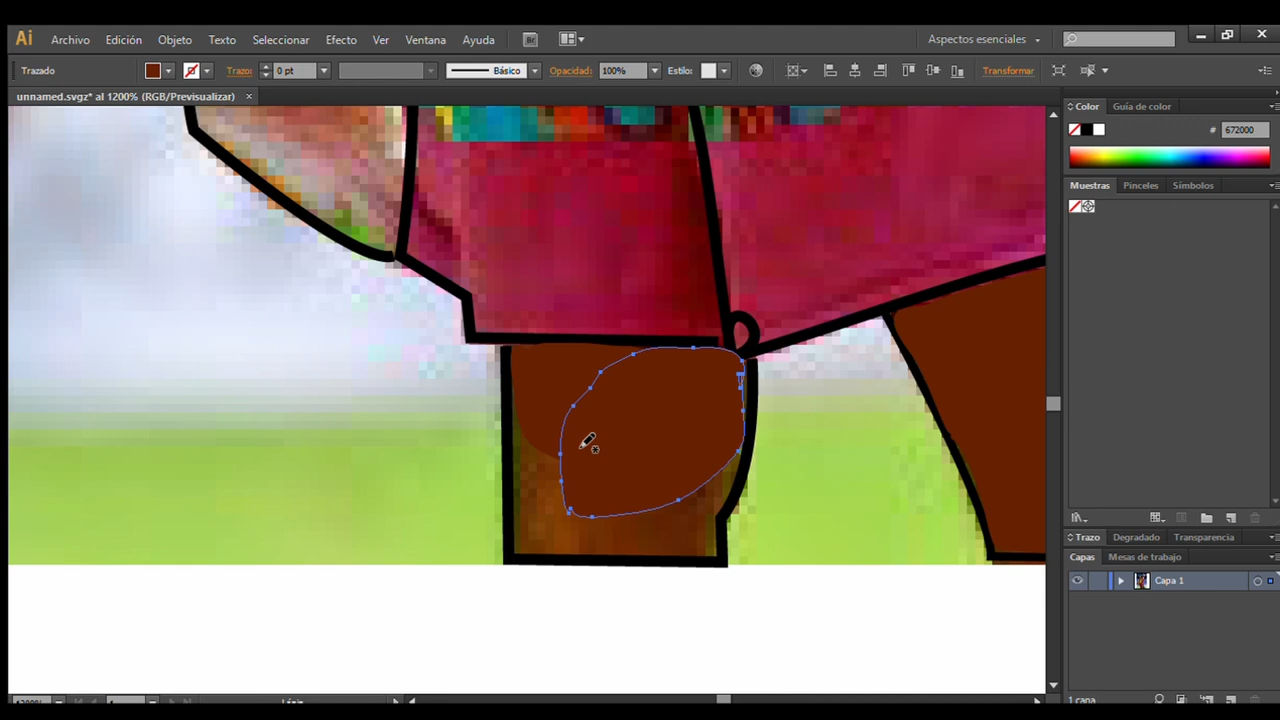 Ai Archivo Edición Objeto Texto Seleccionar Efecto Ver Ventana Ayuda Br Aspectos esenciales
Trazado Trazo: 0 pt Básico Opacidad: 100% Estilo: Transformar
unnamed.svgz* al 1200% (RGB/Previsualizar) ×
Color Guía de color
# 672000
Muestras Pinceles Símbolos
Trazo Degradado Transparencia
Capas Mesas de trabajo
Capa 1
1 capa